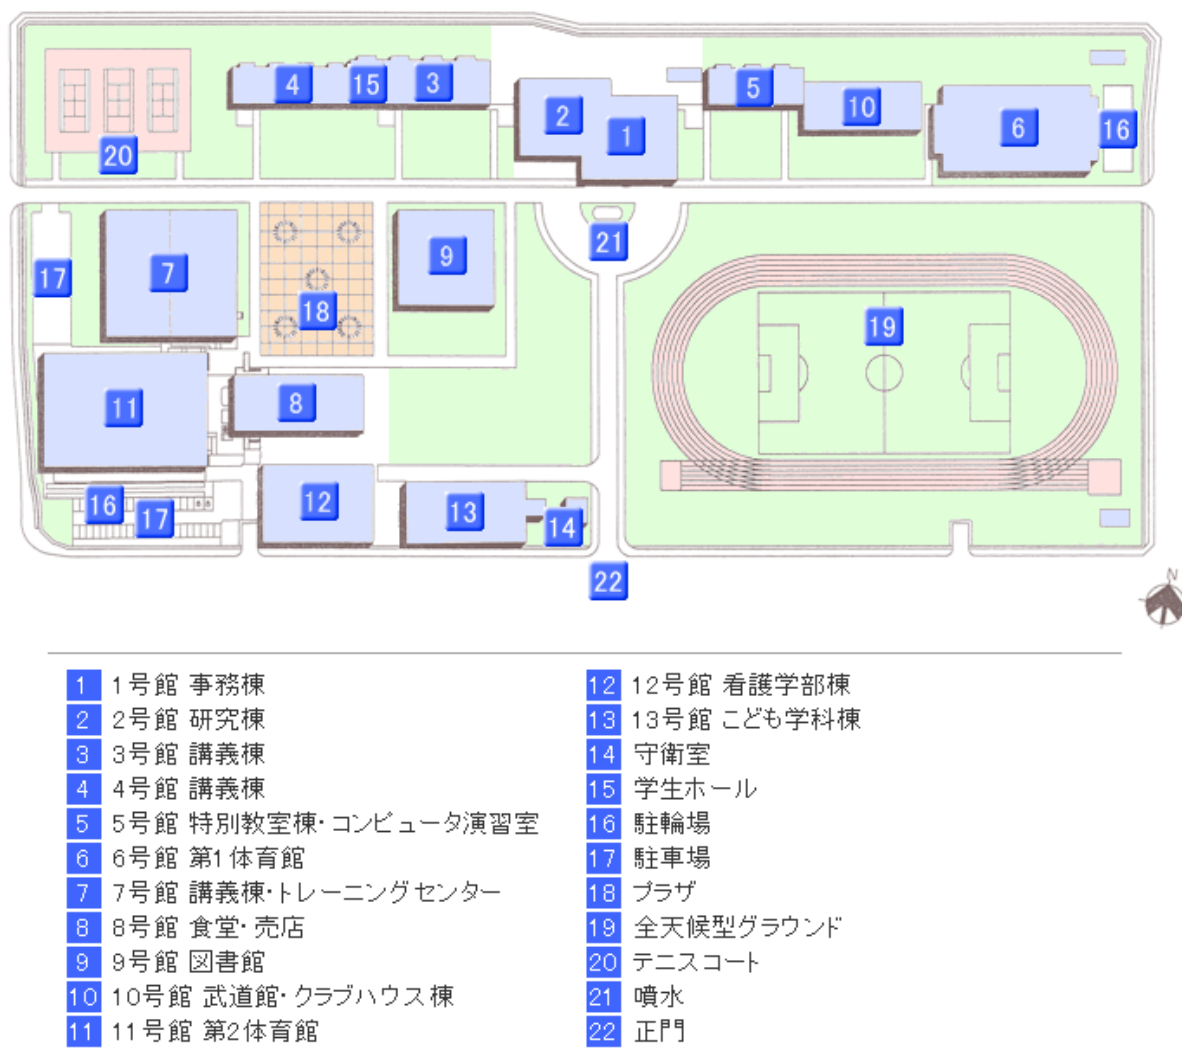 4
15
3
5
2
1
10
6
16
20
21
17
7
9
18
19
11
8
16
17
12
13
14
22
N
1 1号館 事務棟
2 2号館 研究棟
3 3号館 講義棟
4 4号館 講義棟
5 5号館 特別教室棟・コンピュータ演習室
6 6号館 第1体育館
7 7号館 講義棟・トレーニングセンター
8 8号館 食堂・売店
9 9号館 図書館
10 10号館 武道館・クラブハウス棟
11 11号館 第2体育館
12 12号館 看護学部棟
13 13号館 こども学科棟
14 守衛室
15 学生ホール
16 駐輪場
17 駐車場
18 プラザ
19 全天候型グラウンド
20 テニスコート
21 噴水
22 正門